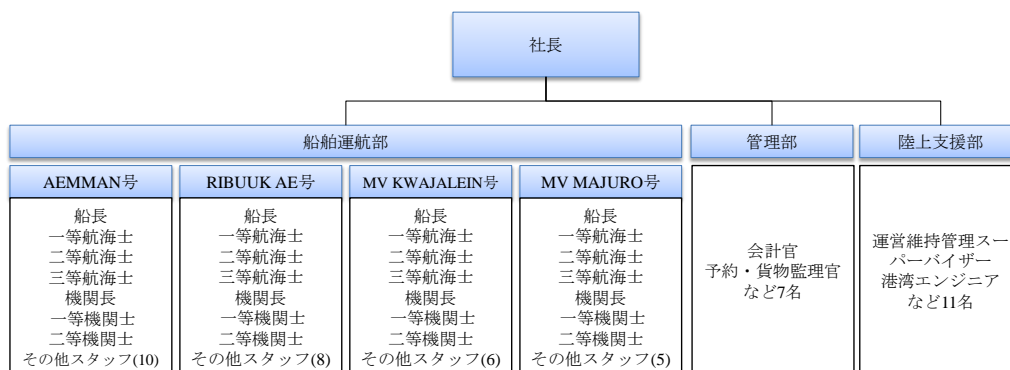 社長
船舶運航部
管理部
陸上支援部
AEMMAN号
船長
一等航海士
二等航海士
三等航海士
機関長
一等機関士
二等機関士
その他スタッフ(10)
RIBUUK AE号
船長
一等航海士
二等航海士
三等航海士
機関長
一等機関士
二等機関士
その他スタッフ(8)
MV KWAJALEIN号
船長
一等航海士
二等航海士
三等航海士
機関長
一等機関士
二等機関士
その他スタッフ(6)
MV MAJURO号
船長
一等航海士
二等航海士
三等航海士
機関長
一等機関士
二等機関士
その他スタッフ(5)
会計官
予約・貨物監理官
など7名
運営維持管理スー
パーバイザー
港湾エンジニア
など11名